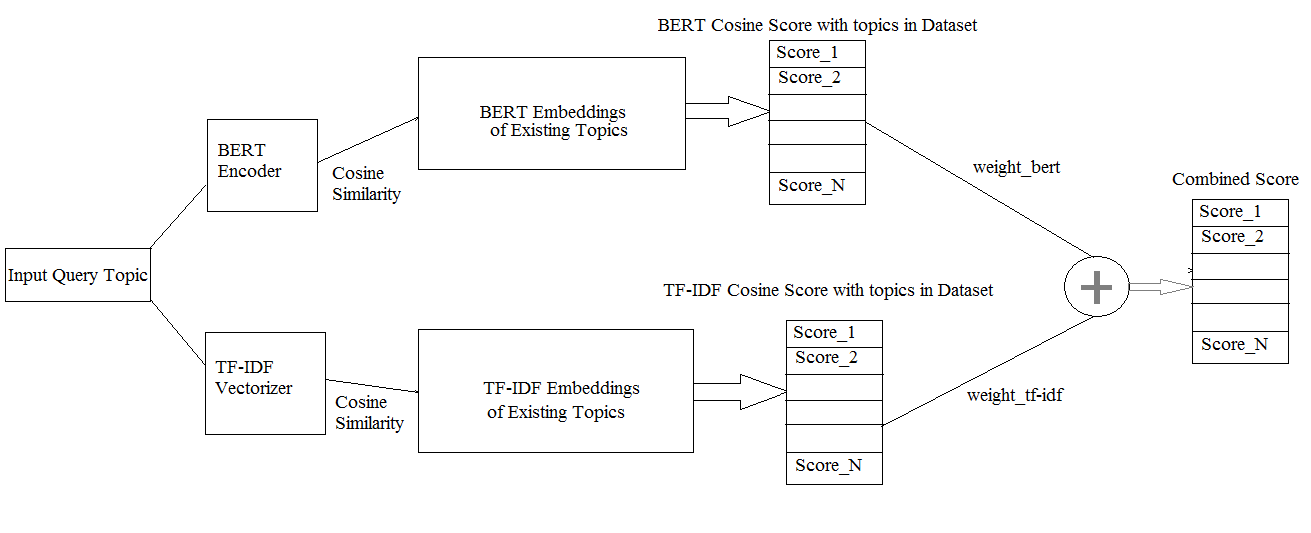 BERT Cosine Score with topics in Dataset
Score_1
Score_2
Score_N
BERT Embeddings
of Existing Topics
BERT
Encoder
Cosine
Similarity
weight_bert
Combined Score
Score_1
Score_2
Score_N
Input Query Topic
+
TF-IDF Cosine Score with topics in Dataset
Score_1
Score_2
Score_N
TF-IDF
Vectorizer
Cosine
Similarity
TF-IDF Embeddings
of Existing Topics
weight_tf-idf